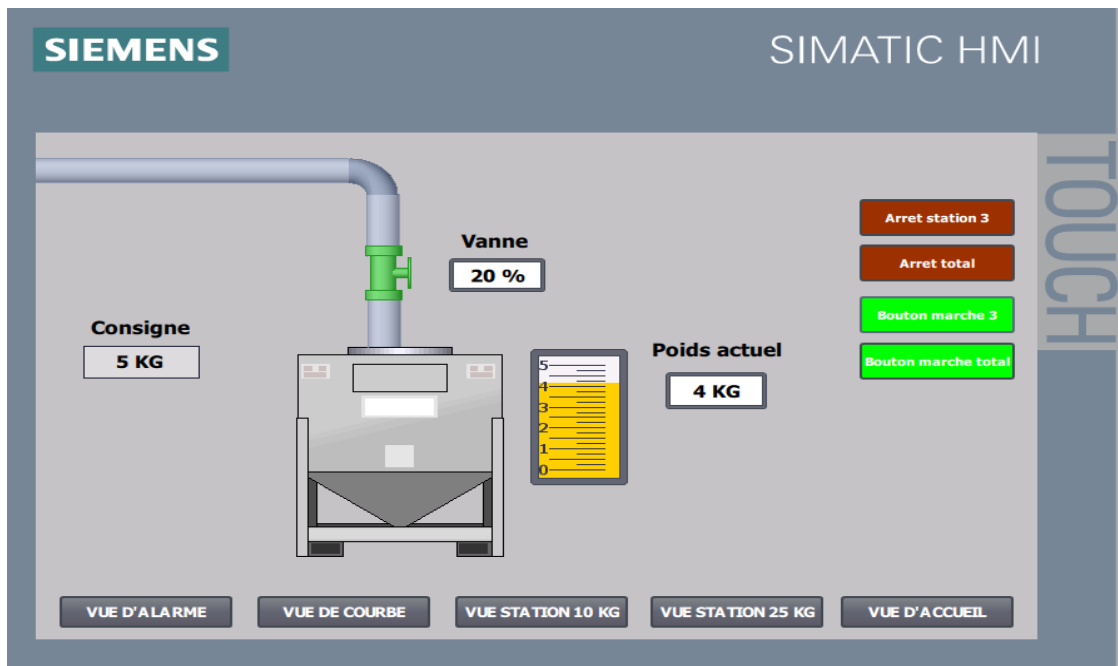 SIEMENS
SIMATIC HMI
TOUCH
Arret station 3
Vanne
Arret total
20 %
Bouton marche 3
Consigne
Poids actuel
5 KG
Bouton marche total
5
4
3
2
1
0
4 KG
VUE D'ALARME
VUE DE COURBE
VUE STATION 10 KG
VUE STATION 25 KG
VUE D'ACCUEIL